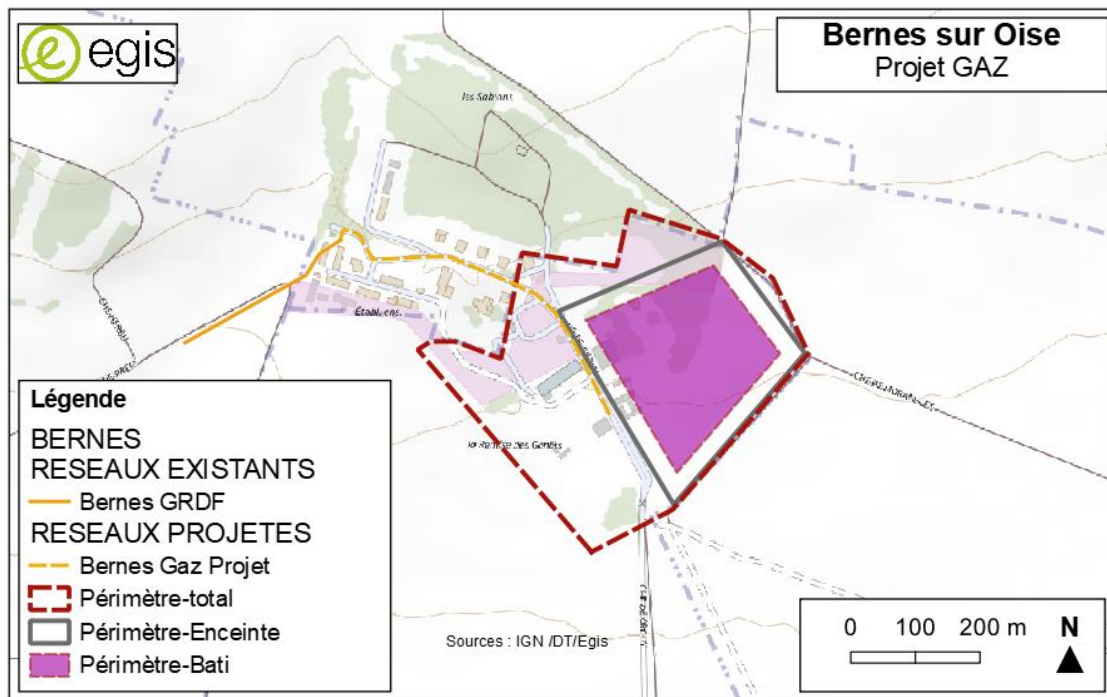 egis
Bernes sur Oise
Projet GAZ
les Sablons
Établiens.
la Remise des Genêts
Légende
BERNES
RESEAUX EXISTANTS
Bernes GRDF
RESEAUX PROJETES
Bernes Gaz Projet
Périmètre-total
Périmètre-Enceinte
Périmètre-Bati
Sources : IGN /DT/Egis
0 100 200 m
N